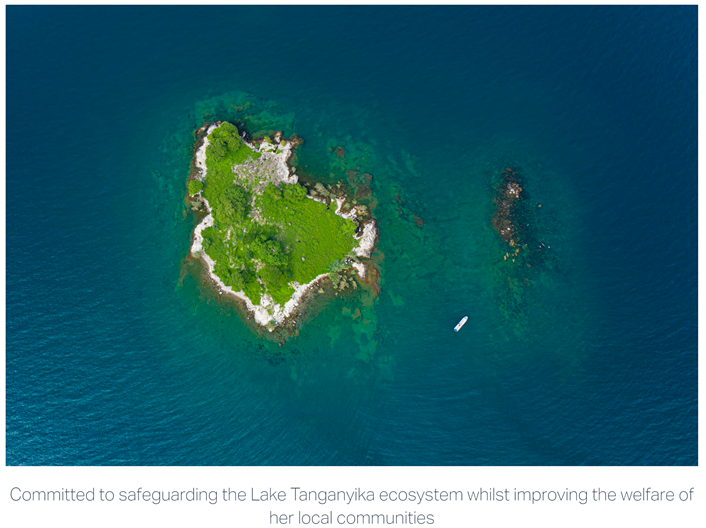 Committed to safeguarding the Lake Tanganyika ecosystem whilst improving the welfare of
her local communities